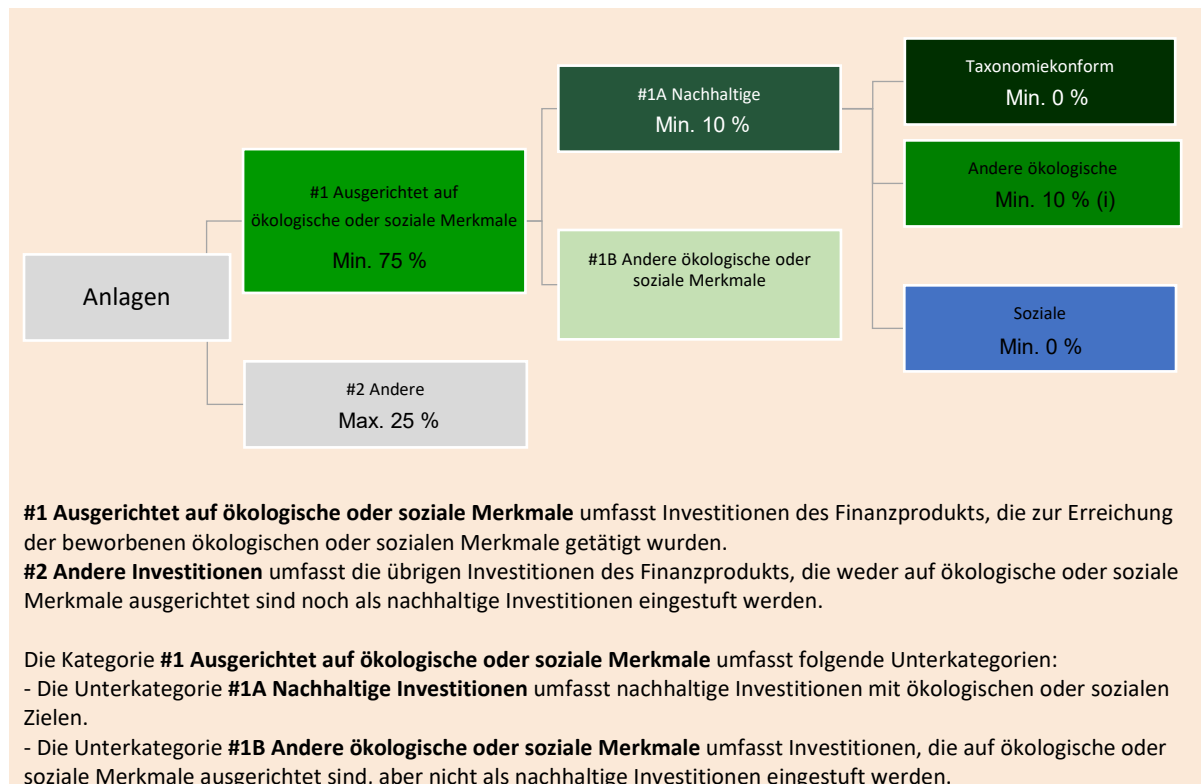 Anlagen
#1 Ausgerichtet auf
ökologische oder soziale Merkmale
Min. 75 %
#2 Andere
Max. 25 %
#1A Nachhaltige
Min. 10 %
#1B Andere ökologische oder
soziale Merkmale
Taxonomiekonform
Min. 0 %
Andere ökologische
Min. 10 % (i)
Soziale
Min. 0 %
#1 Ausgerichtet auf ökologische oder soziale Merkmale umfasst Investitionen des Finanzprodukts, die zur Erreichung
der beworbenen ökologischen oder sozialen Merkmale getätigt wurden.
#2 Andere Investitionen umfasst die übrigen Investitionen des Finanzprodukts, die weder auf ökologische oder soziale
Merkmale ausgerichtet sind noch als nachhaltige Investitionen eingestuft werden.
Die Kategorie #1 Ausgerichtet auf ökologische oder soziale Merkmale umfasst folgende Unterkategorien:
- Die Unterkategorie #1A Nachhaltige Investitionen umfasst nachhaltige Investitionen mit ökologischen oder sozialen
Zielen.
- Die Unterkategorie #1B Andere ökologische oder soziale Merkmale umfasst Investitionen, die auf ökologische oder
soziale Merkmale ausgerichtet sind, aber nicht als nachhaltige Investitionen eingestuft werden.